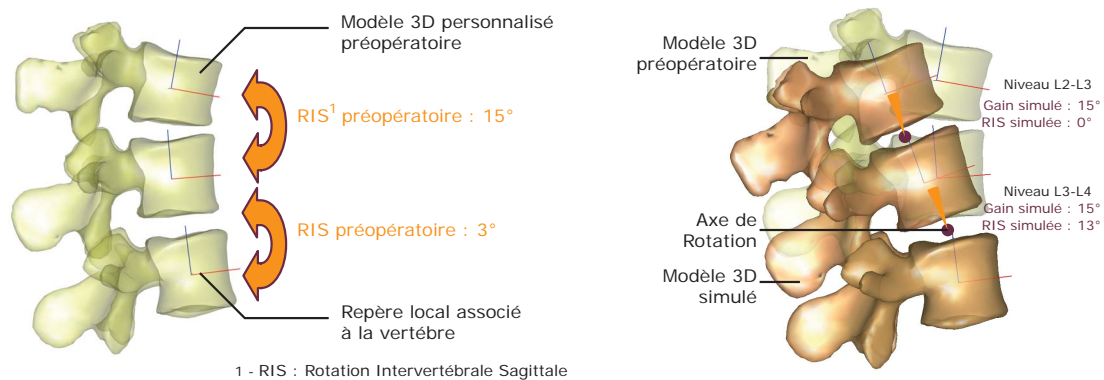 Modèle 3D personnalisé
préopératoire
RIS¹ préopératoire : 15°
RIS préopératoire : 3°
Repère local associé
à la vertébre
1 - RIS : Rotation Intervertébrale Sagittale
Modèle 3D
préopératoire
Niveau L2-L3
Gain simulé : 15°
RIS simulée : 0°
Niveau L3-L4
Gain simulé : 15°
RIS simulée : 13°
Axe de
Rotation
Modèle 3D
simulé